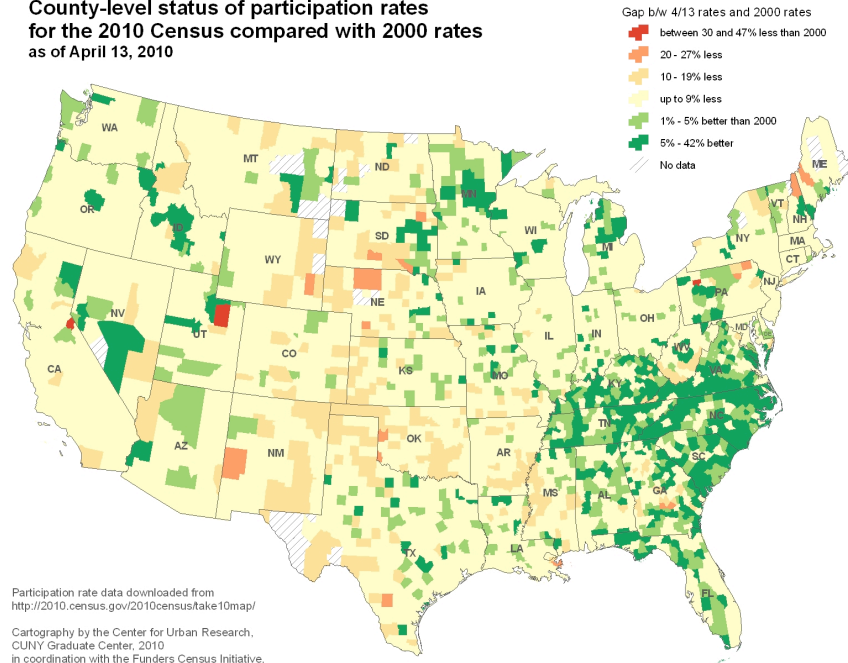 County-level status of participation rates
for the 2010 Census compared with 2000 rates
as of April 13, 2010
Gap b/w 4/13 rates and 2000 rates
between 30 and 47% less than 2000
20 - 27% less
10 - 19% less
up to 9% less
1% - 5% better than 2000
5% - 42% better
No data
WA
MT
ND
MN
ME
OR
ID
SD
WI
MI
NY
VT
NH
MA
CT
WY
IA
NE
PA
NJ
NV
UT
CO
IL
IN
OH
MD
CA
KS
MO
WV
KY
VA
AZ
NM
OK
AR
TN
NC
SC
MS
AL
GA
TX
LA
FL
Participation rate data downloaded from
http://2010.census.gov/2010census/take10map/
Cartography by the Center for Urban Research,
CUNY Graduate Center, 2010
in coordination with the Funders Census Initiative.